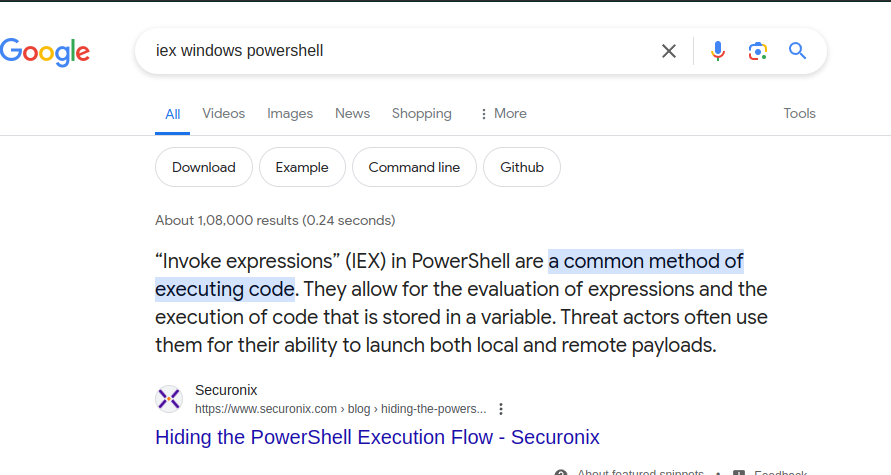 Google
iex windows powershell
All Videos Images News Shopping More Tools
Download Example Command line Github
About 1,08,000 results (0.24 seconds)
“Invoke expressions” (IEX) in PowerShell are a common method of
executing code. They allow for the evaluation of expressions and the
execution of code that is stored in a variable. Threat actors often use
them for their ability to launch both local and remote payloads.
Securonix
https://www.securonix.com › blog › hiding-the-powers...
Hiding the PowerShell Execution Flow - Securonix
About featured snippets • Feedback